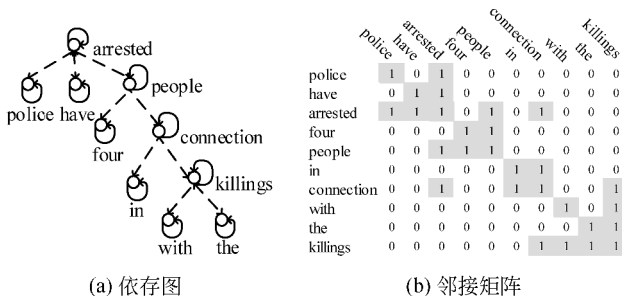 arrested
people
police have
four
connection
killings
in
with the
(a) 依存图
police have arrested four people in connection with the killings
police 1 0 1 0 0 0 0 0 0 0
have 0 1 1 0 0 0 0 0 0 0
arrested 1 1 1 0 1 0 1 0 0 0
four 0 0 0 1 1 0 0 0 0 0
people 0 0 1 1 1 0 0 0 0 0
in 0 0 0 0 0 1 1 0 0 0
connection 0 0 1 0 0 1 1 0 0 1
with 0 0 0 0 0 0 0 1 0 1
the 0 0 0 0 0 0 0 0 1 1
killings 0 0 0 0 0 0 1 1 1 1
(b) 邻接矩阵